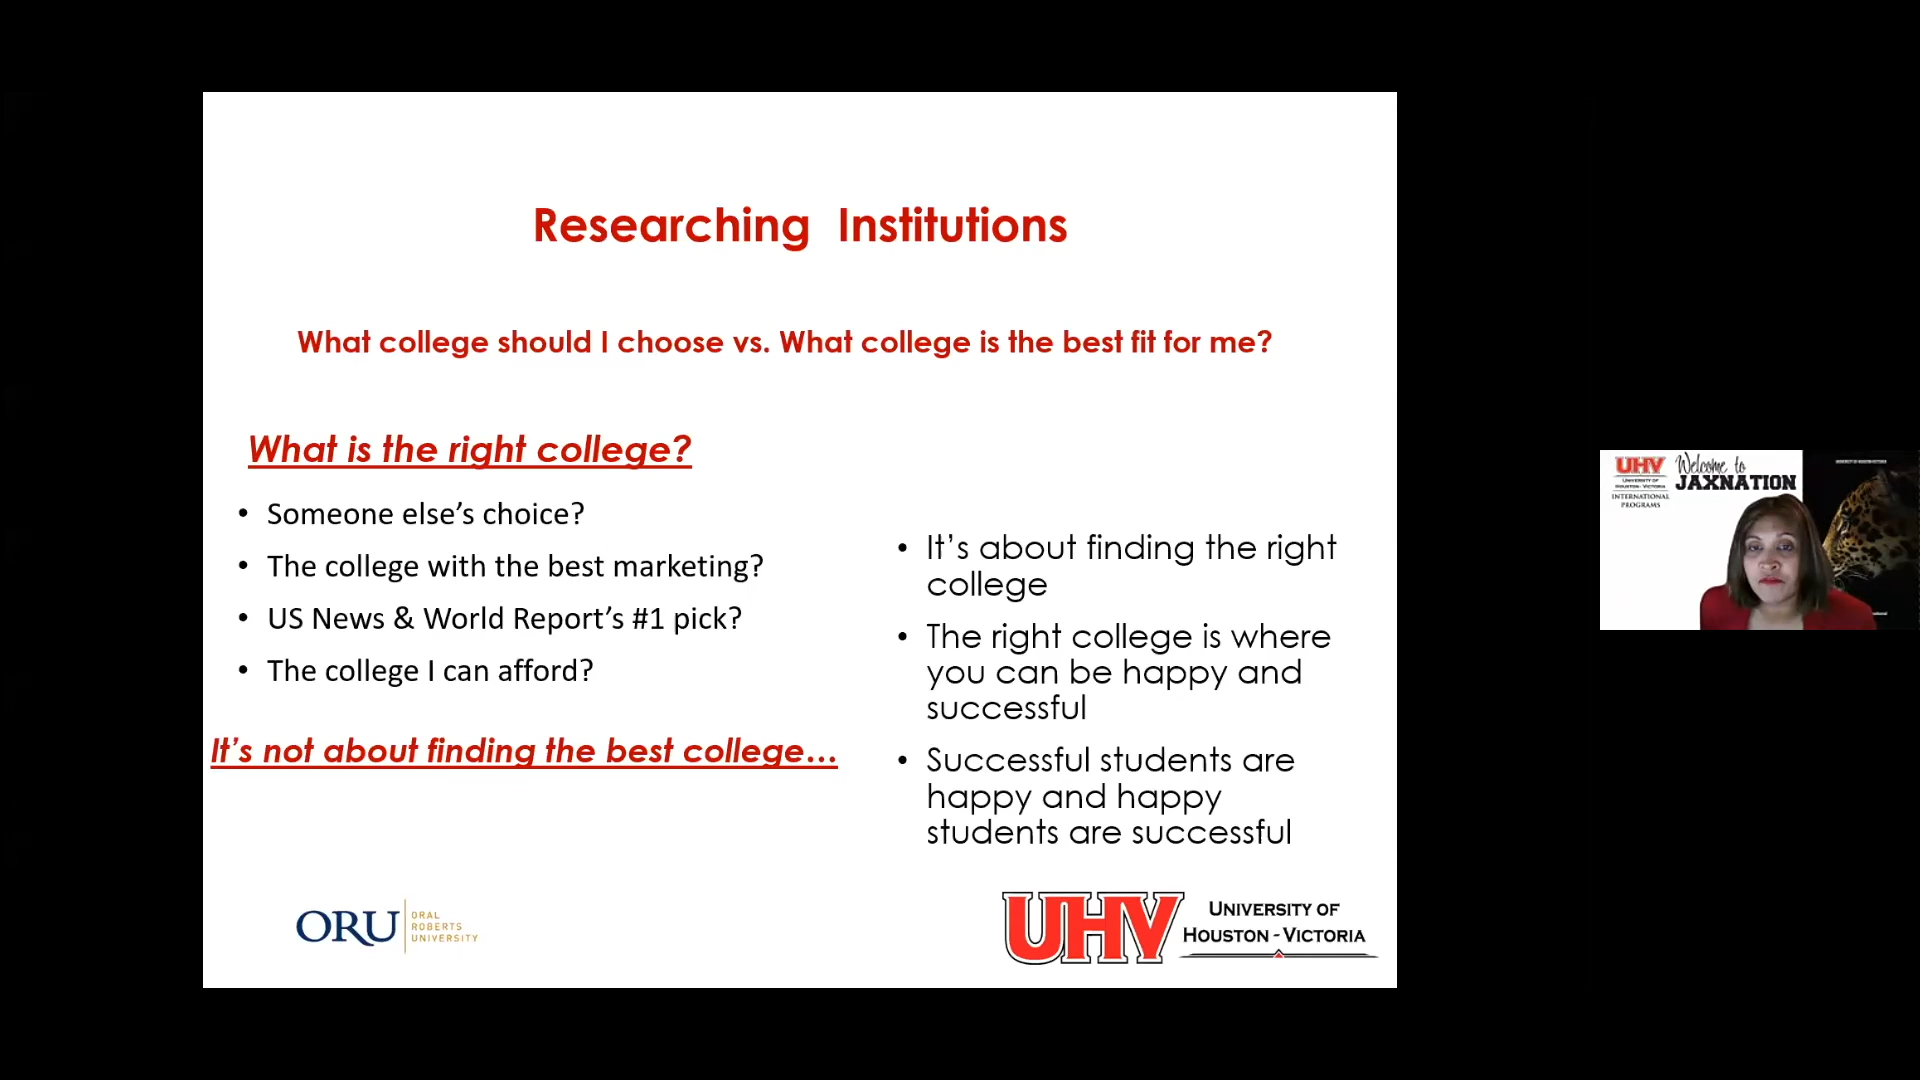 Researching Institutions
What college should I choose vs. What college is the best fit for me?
What is the right college?
• Someone else’s choice?
• The college with the best marketing?
• US News & World Report’s #1 pick?
• The college I can afford?
It’s not about finding the best college…
• It’s about finding the right
college
• The right college is where
you can be happy and
successful
• Successful students are
happy and happy
students are successful
ORU
ORAL
ROBERTS
UNIVERSITY
UHV
UNIVERSITY OF
HOUSTON - VICTORIA
UHV
UNIVERSITY OF
HOUSTON - VICTORIA
INTERNATIONAL
PROGRAMS
Welcome to
JAXNATION
UNIVERSITY OF HOUSTON-VICTORIA